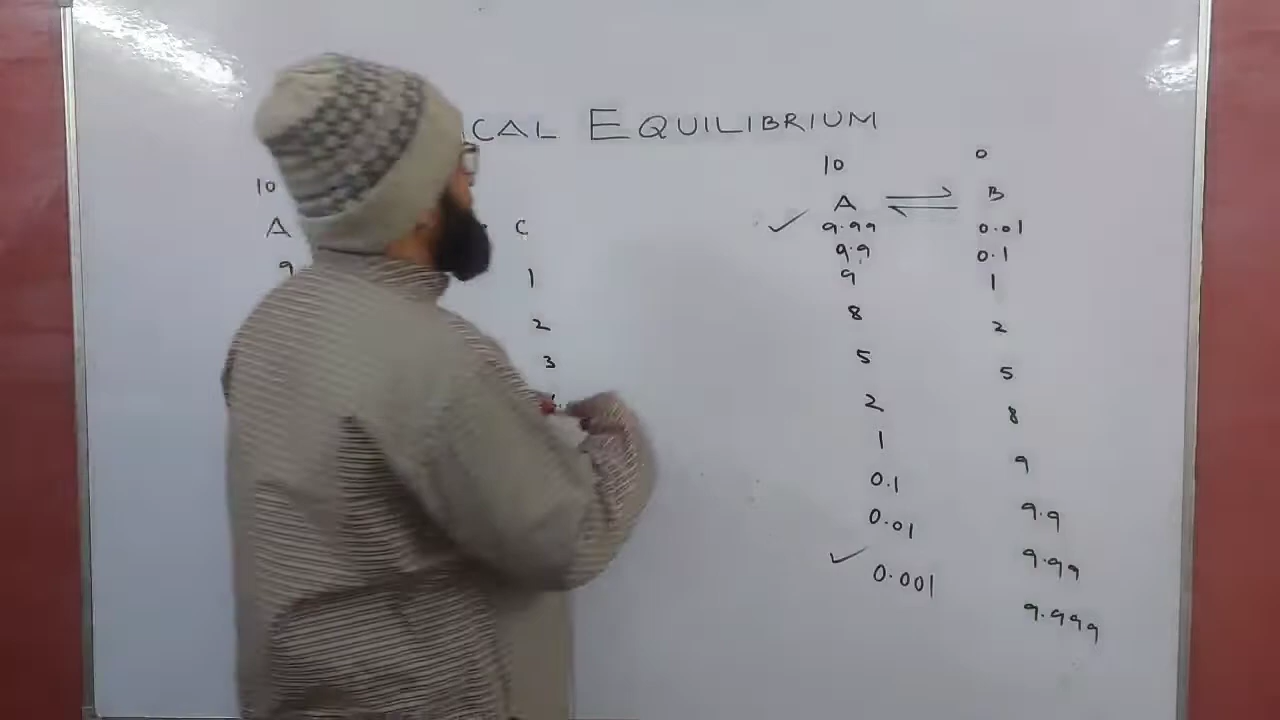 ICAL EQUILIBRIUM
10
A C
9 1
2
3
10 0
A ⇌ B
✓ 9.99 0.01
9.9 0.1
9 1
8 2
5 5
2 8
1 9
0.1 9.9
0.01 9.99
✓ 0.001 9.999